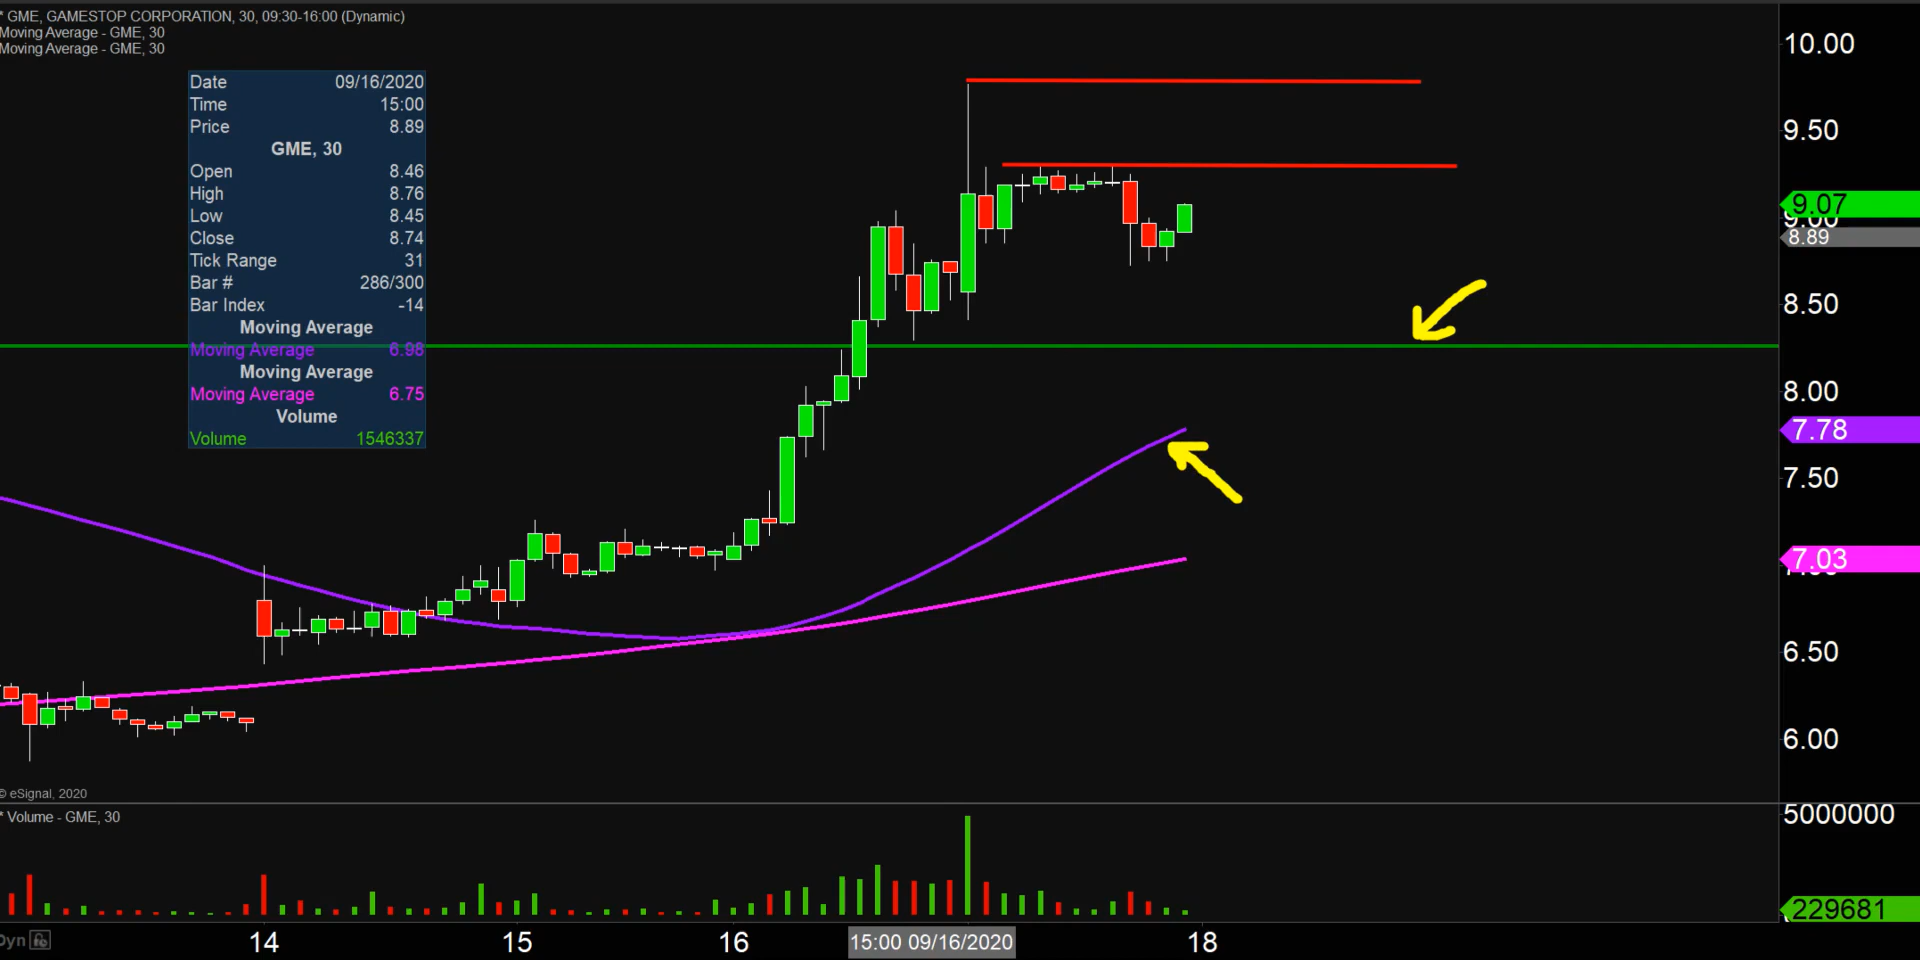 * GME, GAMESTOP CORPORATION, 30, 09:30-16:00 (Dynamic)
Moving Average - GME, 30
Moving Average - GME, 30
Date 09/16/2020
Time 15:00
Price 8.89
GME, 30
Open 8.46
High 8.76
Low 8.45
Close 8.74
Tick Range 31
Bar # 286/300
Bar Index -14
Moving Average
Moving Average 6.98
Moving Average
Moving Average 6.75
Volume
Volume 1546337
10.00
9.50
9.07
9.00
8.89
8.50
8.00
7.78
7.50
7.03
6.50
6.00
© eSignal, 2020
* Volume - GME, 30
5000000
229681
Dyn
14 15 16 15:00 09/16/2020 18